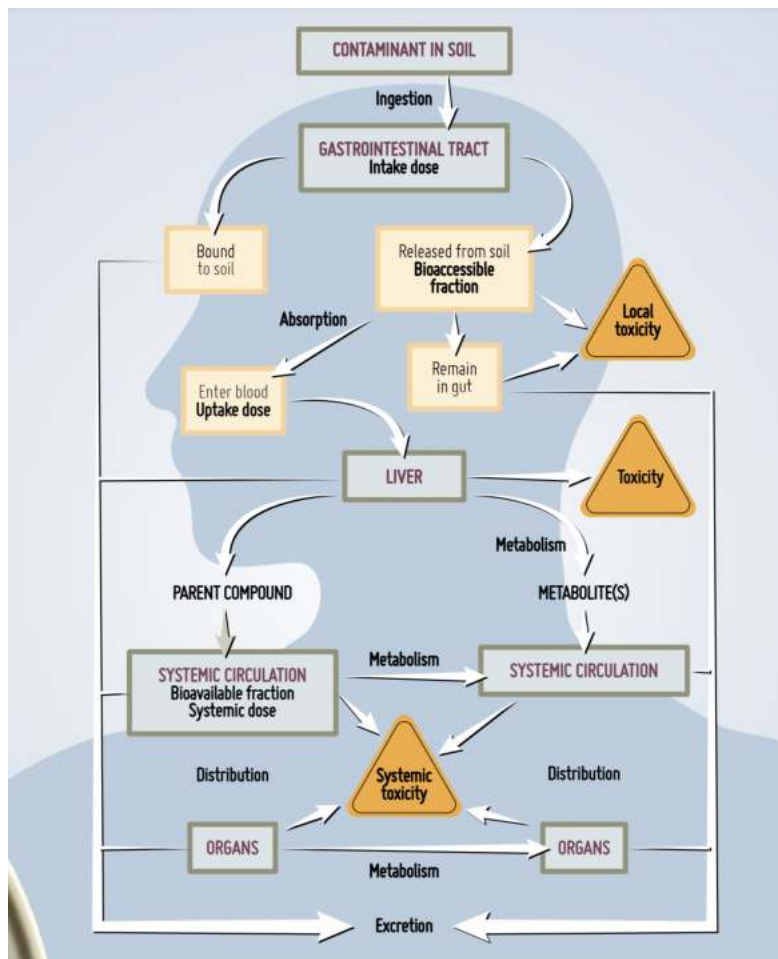 CONTAMINANT IN SOIL
Ingestion
GASTROINTESTINAL TRACT
Intake dose
Bound
to soil
Released from soil
Bioaccessible
fraction
Local
toxicity
Absorption
Remain
in gut
Enter blood
Uptake dose
LIVER
Toxicity
Metabolism
PARENT COMPOUND
METABOLITE(S)
SYSTEMIC CIRCULATION
Bioavailable fraction
Systemic dose
Metabolism
SYSTEMIC CIRCULATION
Distribution
Systemic
toxicity
Distribution
ORGANS
Metabolism
ORGANS
Excretion